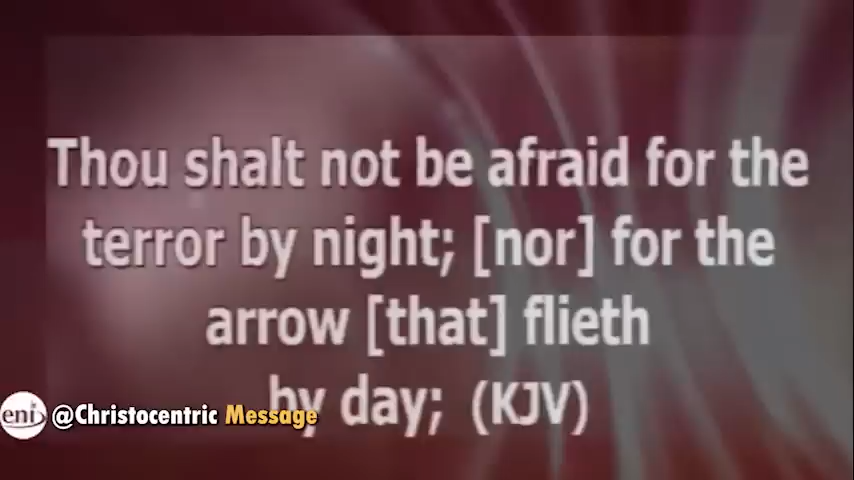 Thou shalt not be afraid for the
terror by night; [nor] for the
arrow [that] flieth
by day; (KJV)
eni @Christocentric Message